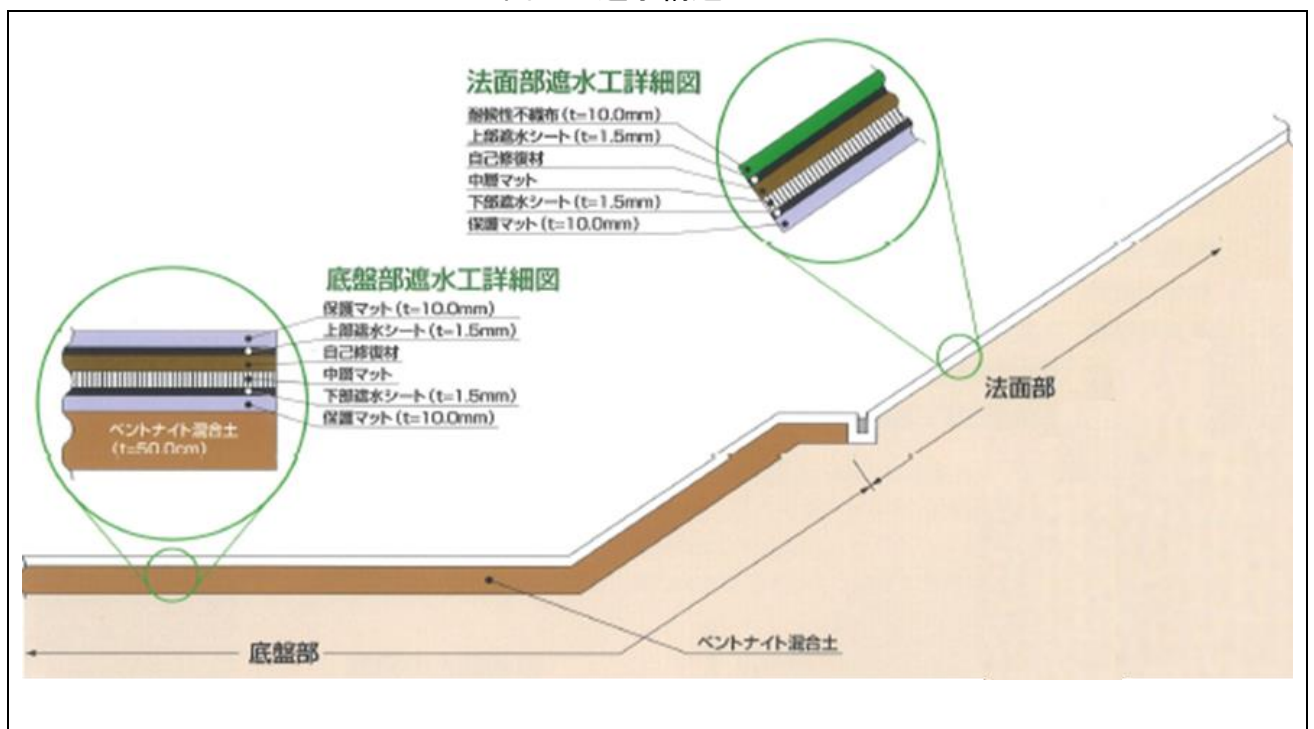 法面部遮水工詳細図
耐候性不織布（t=10.0mm）
上部遮水シート（t=1.5mm）
自己修復材
中層マット
下部遮水シート（t=1.5mm）
保護マット（t=10.0mm）
底盤部遮水工詳細図
保護マット（t=10.0mm）
上部遮水シート（t=1.5mm）
自己修復材
中層マット
下部遮水シート（t=1.5mm）
保護マット（t=10.0mm）
ベントナイト混合土
（t=50.0cm）
法面部
底盤部
ベントナイト混合土